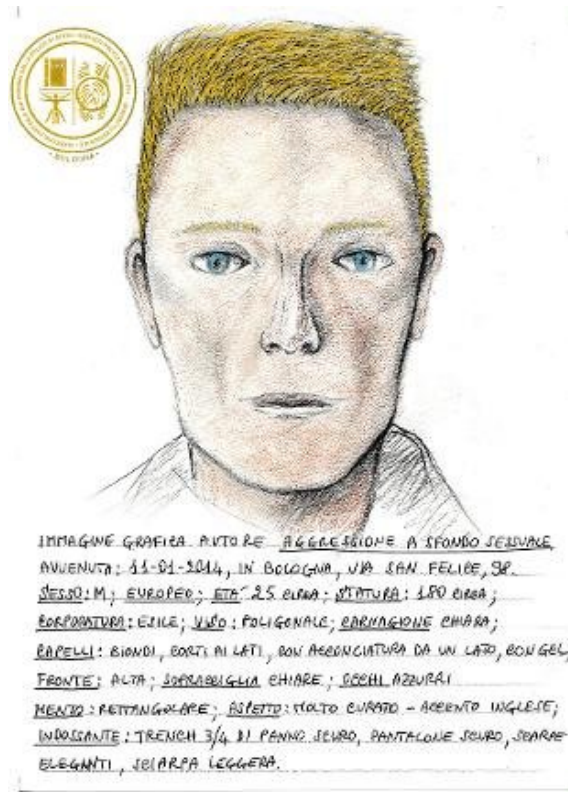 IMMAGINE GRAFICA AUTORE AGGRESSIONE A SFONDO SESSUALE
AVVENUTA: 11-01-2014, IN BOLOGNA, VIA SAN FELICE, 98.
SESSO: M; EUROPEO; ETA' 25 CIRCA; STATURA: 180 CIRCA;
CORPORATURA: ESILE; VISO: POLIGONALE; CARNAGIONE CHIARA;
CAPELLI: BIONDI, CORTI AI LATI, CON ACCONCIATURA DA UN LATO, CON GEL,
FRONTE: ALTA; SOPRACCIGLIA CHIARE; OCCHI AZZURRI
MENTO: RETTANGOLARE; ASPETTO: MOLTO CURATO - ACCENTO INGLESE;
INDOSSANTE: TRENCH 3/4 DI PANNO SCURO, PANTALONE SCURO, SCARPE
ELEGANTI, SCIARPA LEGGERA.